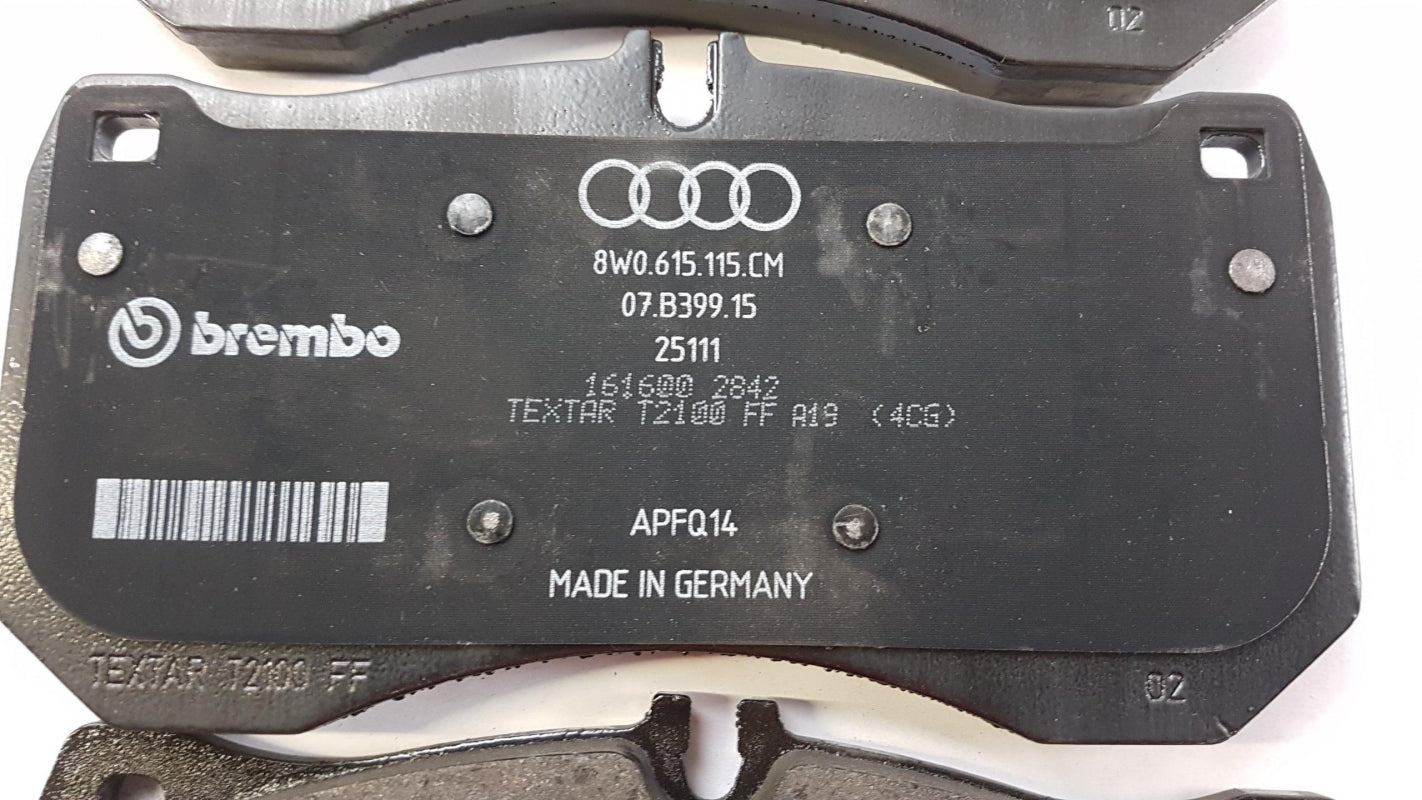 02
8W0.615.115.CM
07.B399.15
brembo
25111
161600 2842
TEXTAR T2100 FF A19 (4CG)
APFQ14
MADE IN GERMANY
TEXTAR T2100 FF
02